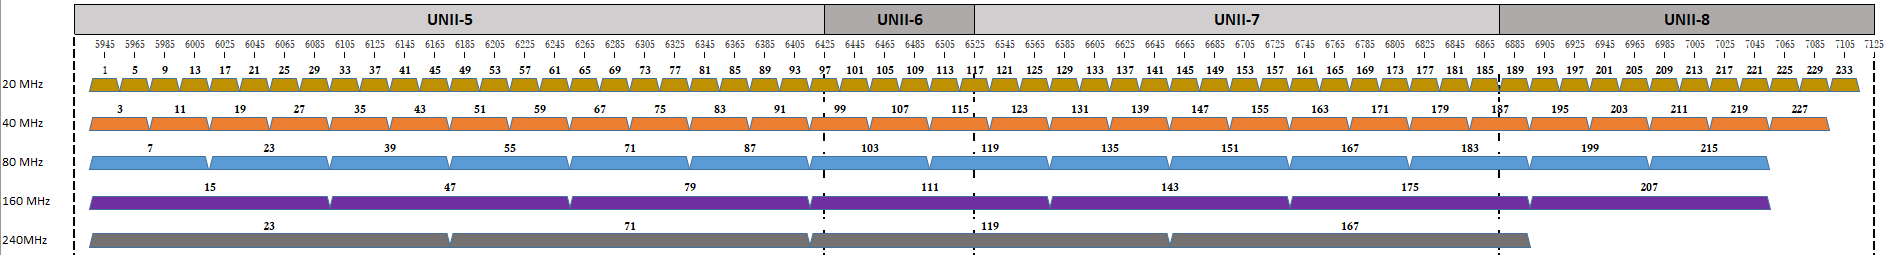 UNII-5 UNII-6 UNII-7 UNII-8
5945 5965 5985 6005 6025 6045 6065 6085 6105 6125 6145 6165 6185 6205 6225 6245 6265 6285 6305 6325 6345 6365 6385 6405 6425 6445 6465 6485 6505 6525 6545 6565 6585 6605 6625 6645 6665 6685 6705 6725 6745 6765 6785 6805 6825 6845 6865 6885 6905 6925 6945 6965 6985 7005 7025 7045 7065 7085 7105 7125
1 5 9 13 17 21 25 29 33 37 41 45 49 53 57 61 65 69 73 77 81 85 89 93 97 101 105 109 113 117 121 125 129 133 137 141 145 149 153 157 161 165 169 173 177 181 185 189 193 197 201 205 209 213 217 221 225 229 233
20 MHz
3 11 19 27 35 43 51 59 67 75 83 91 99 107 115 123 131 139 147 155 163 171 179 187 195 203 211 219 227
40 MHz
7 23 39 55 71 87 103 119 135 151 167 183 199 215
80 MHz
15 47 79 111 143 175 207
160 MHz
23 71 119 167
240MHz